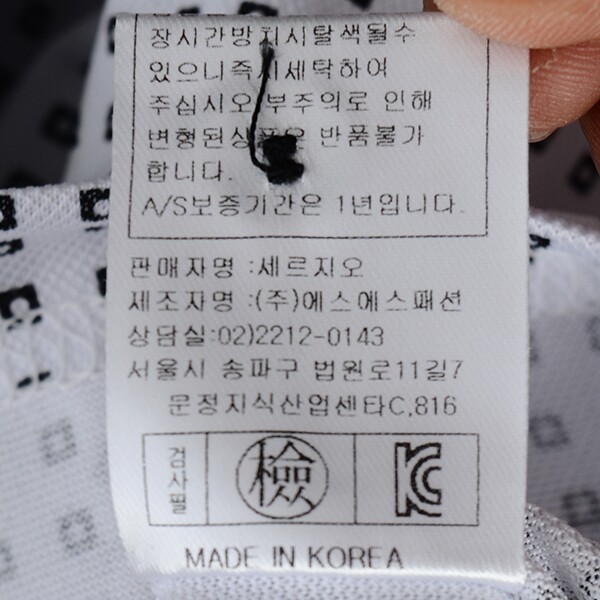 장시간방치시탈색될수
있으니즉시세탁하여
주십시오 부주의로 인해
변형된상품은 반품불가
합니다.
A/S보증기간은 1년입니다.
판매자명 :세르지오
제조자명 :(주)에스에스패션
상담실:02)2212-0143
서울시 송파구 법원로11길7
문정지식산업센타C,816
검사필
檢
KC
MADE IN KOREA